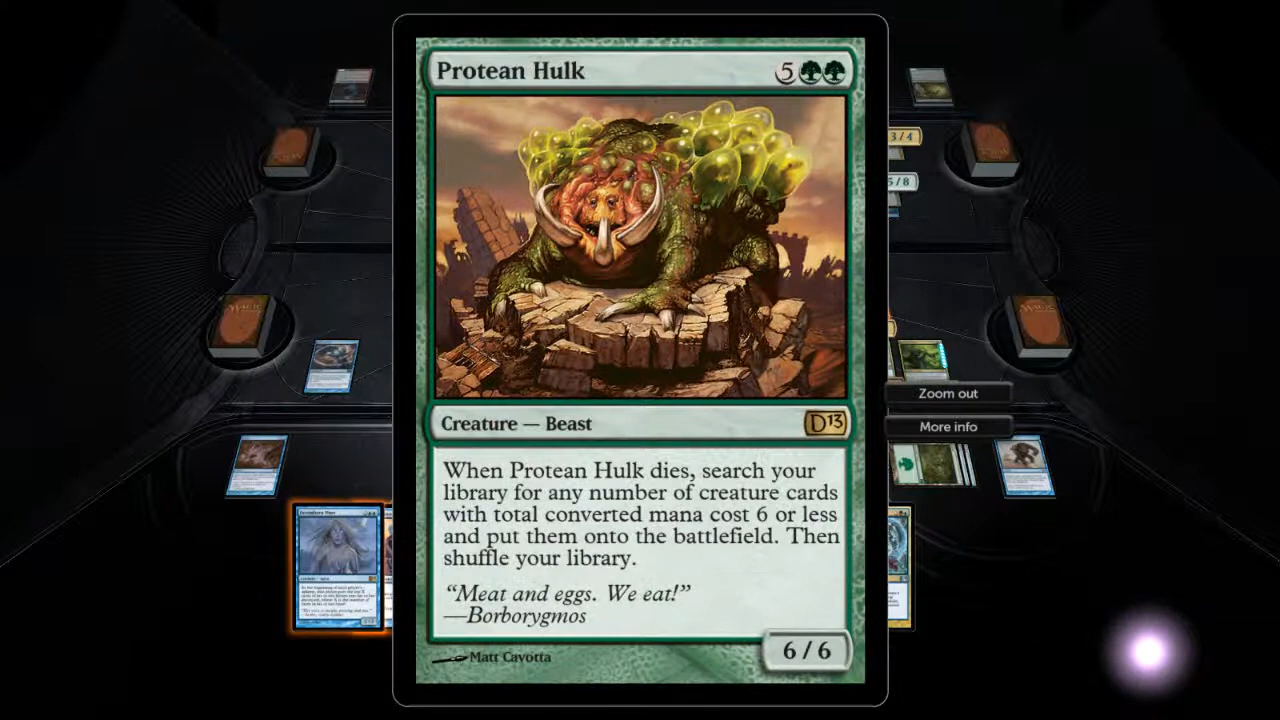 Protean Hulk 5
3/4
5/8
Creature — Beast D13
Zoom out
More info
When Protean Hulk dies, search your
library for any number of creature cards
with total converted mana cost 6 or less
and put them onto the battlefield. Then
shuffle your library.
“Meat and eggs. We eat!”
—Borborygmos
6/6
Matt Cavotta